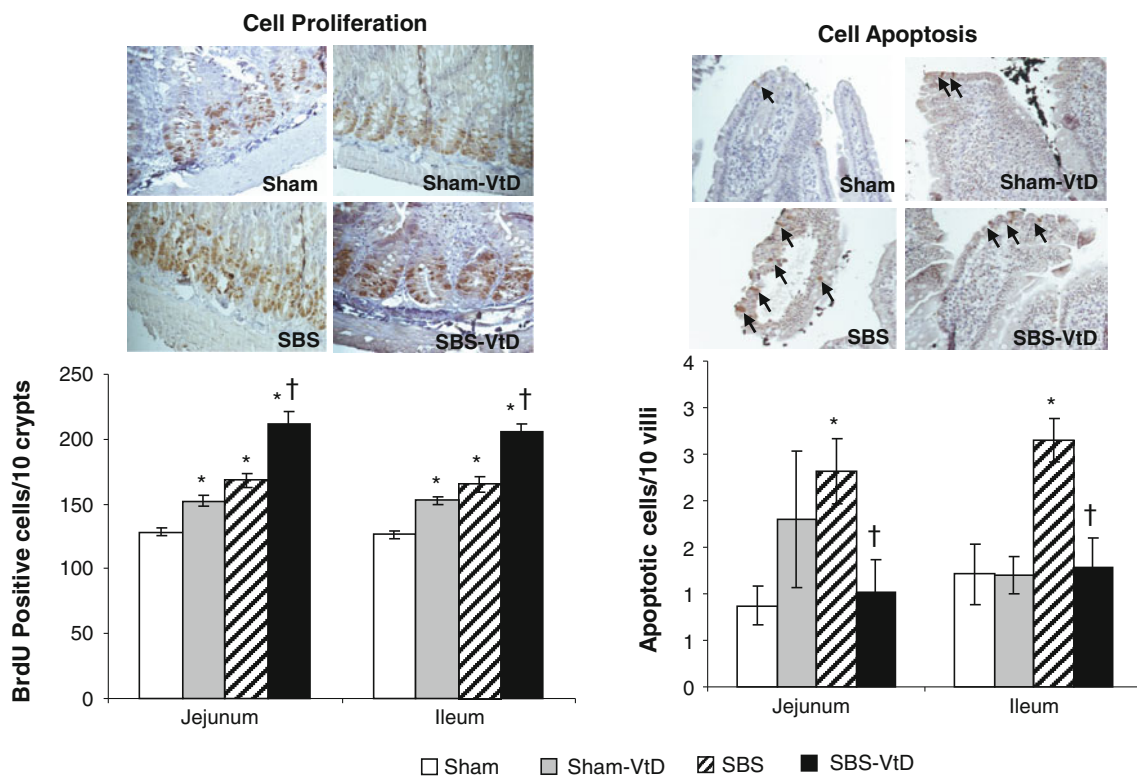 Cell Proliferation
Sham
Sham-VtD
SBS
SBS-VtD
BrdU Positive cells/10 crypts
250
200
150
100
50
0
*
*
* †
*
*
* †
Jejunum
Ileum
Cell Apoptosis
Sham
Sham-VtD
SBS
SBS-VtD
Apoptotic cells/10 villi
4
3
3
2
2
1
1
4
*
†
*
†
Jejunum
Ileum
Sham Sham-VtD SBS SBS-VtD